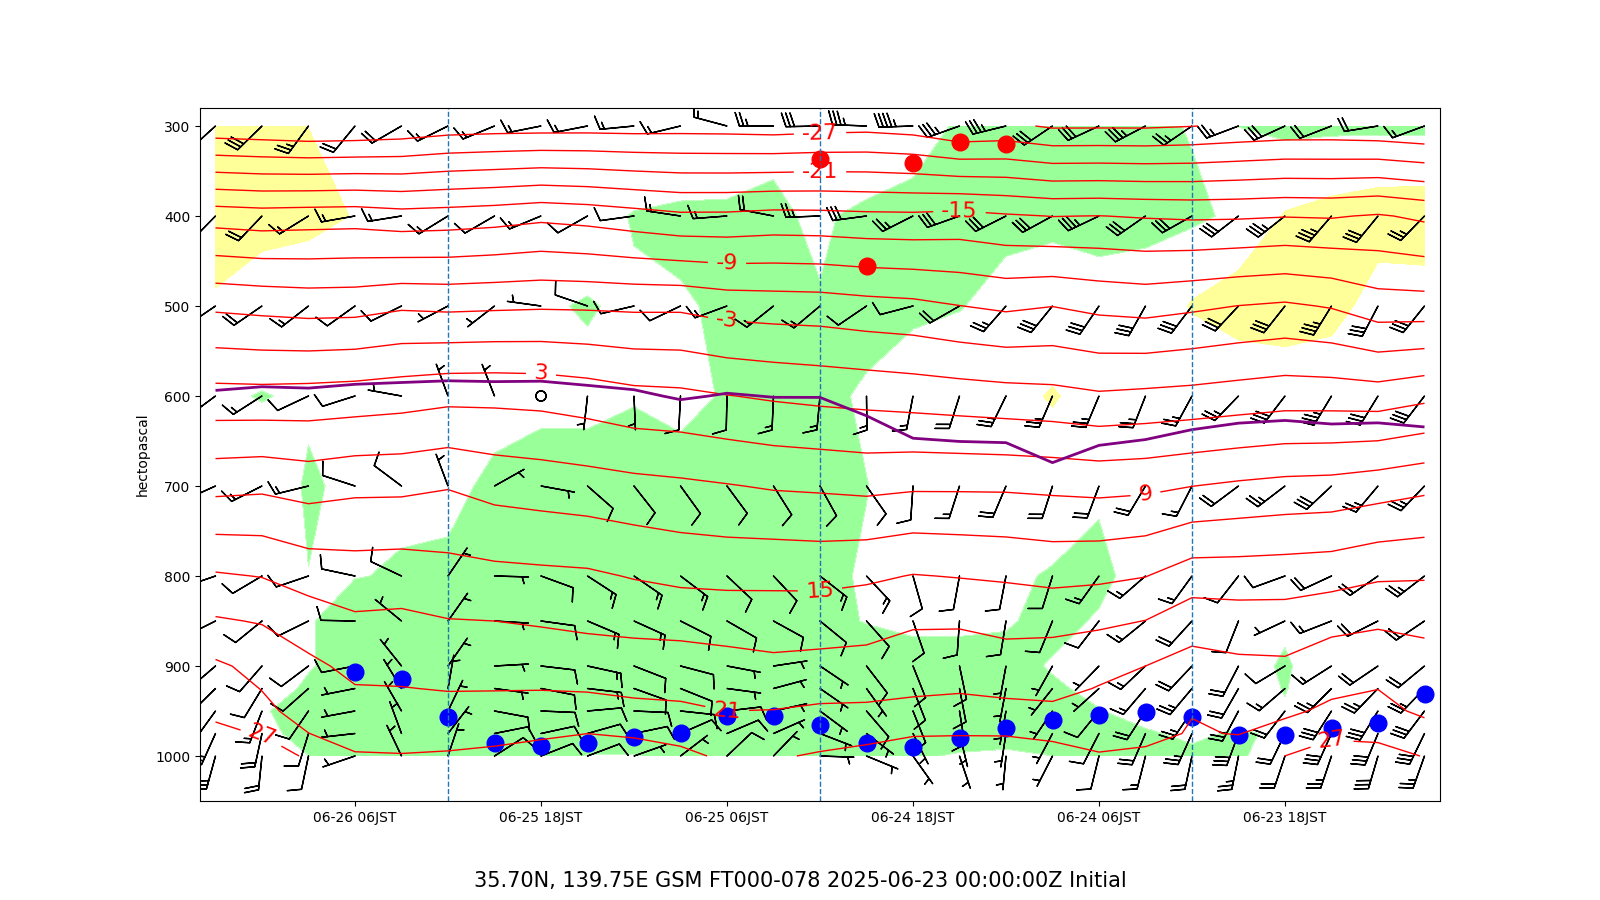 300
400
500
600
700
800
900
1000
hectopascal
-27
-21
-15
-9
-3
3
9
15
21
27
27
06-26 06JST
06-25 18JST
06-25 06JST
06-24 18JST
06-24 06JST
06-23 18JST
35.70N, 139.75E GSM FT000-078 2025-06-23 00:00:00Z Initial